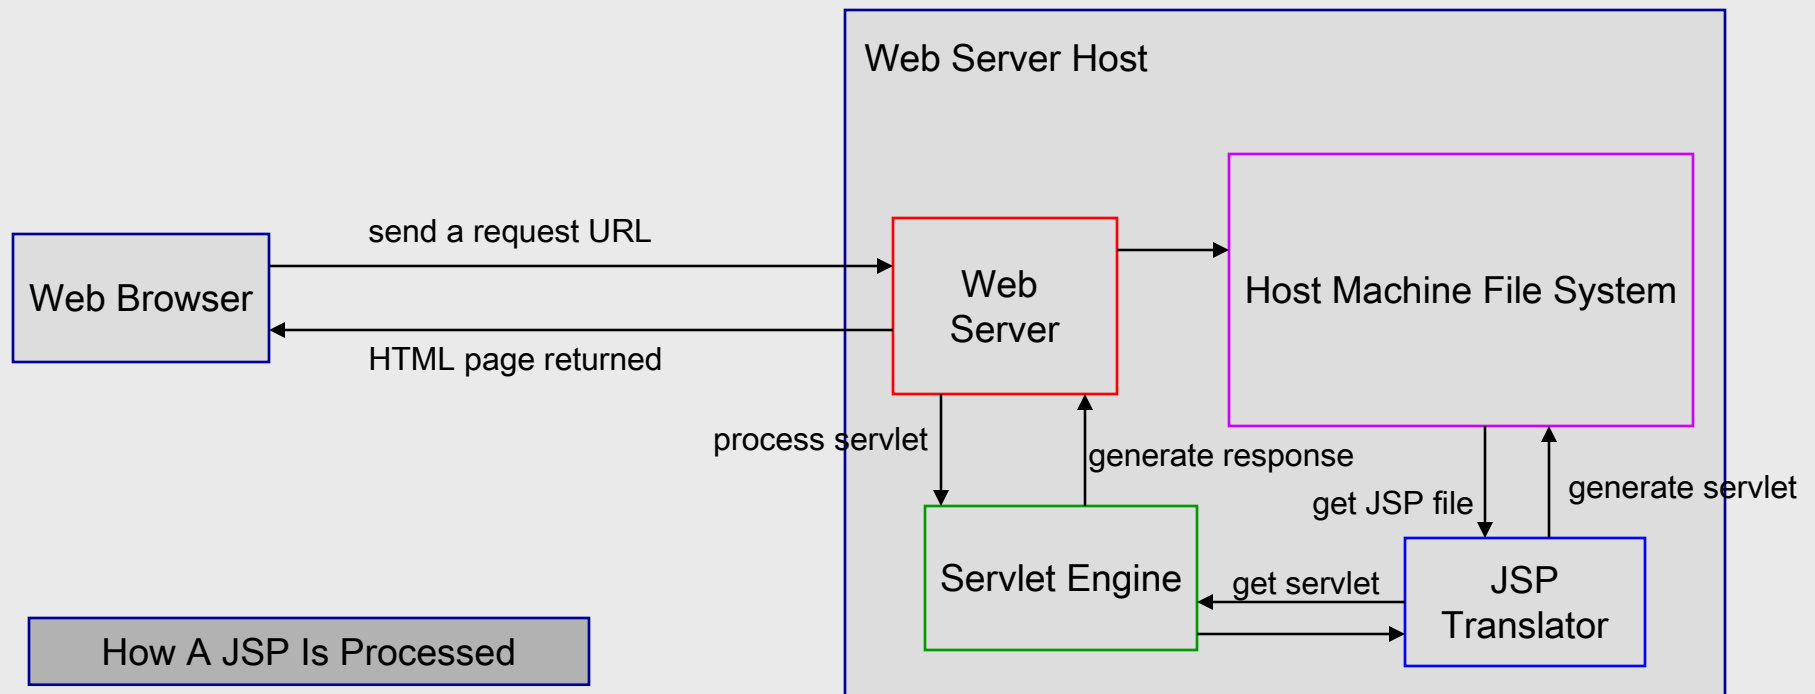 Web Server Host
send a request URL
Web Browser
Web
Server
Host Machine File System
HTML page returned
process servlet
generate response
get JSP file
generate servlet
Servlet Engine
get servlet
JSP
Translator
How A JSP Is Processed